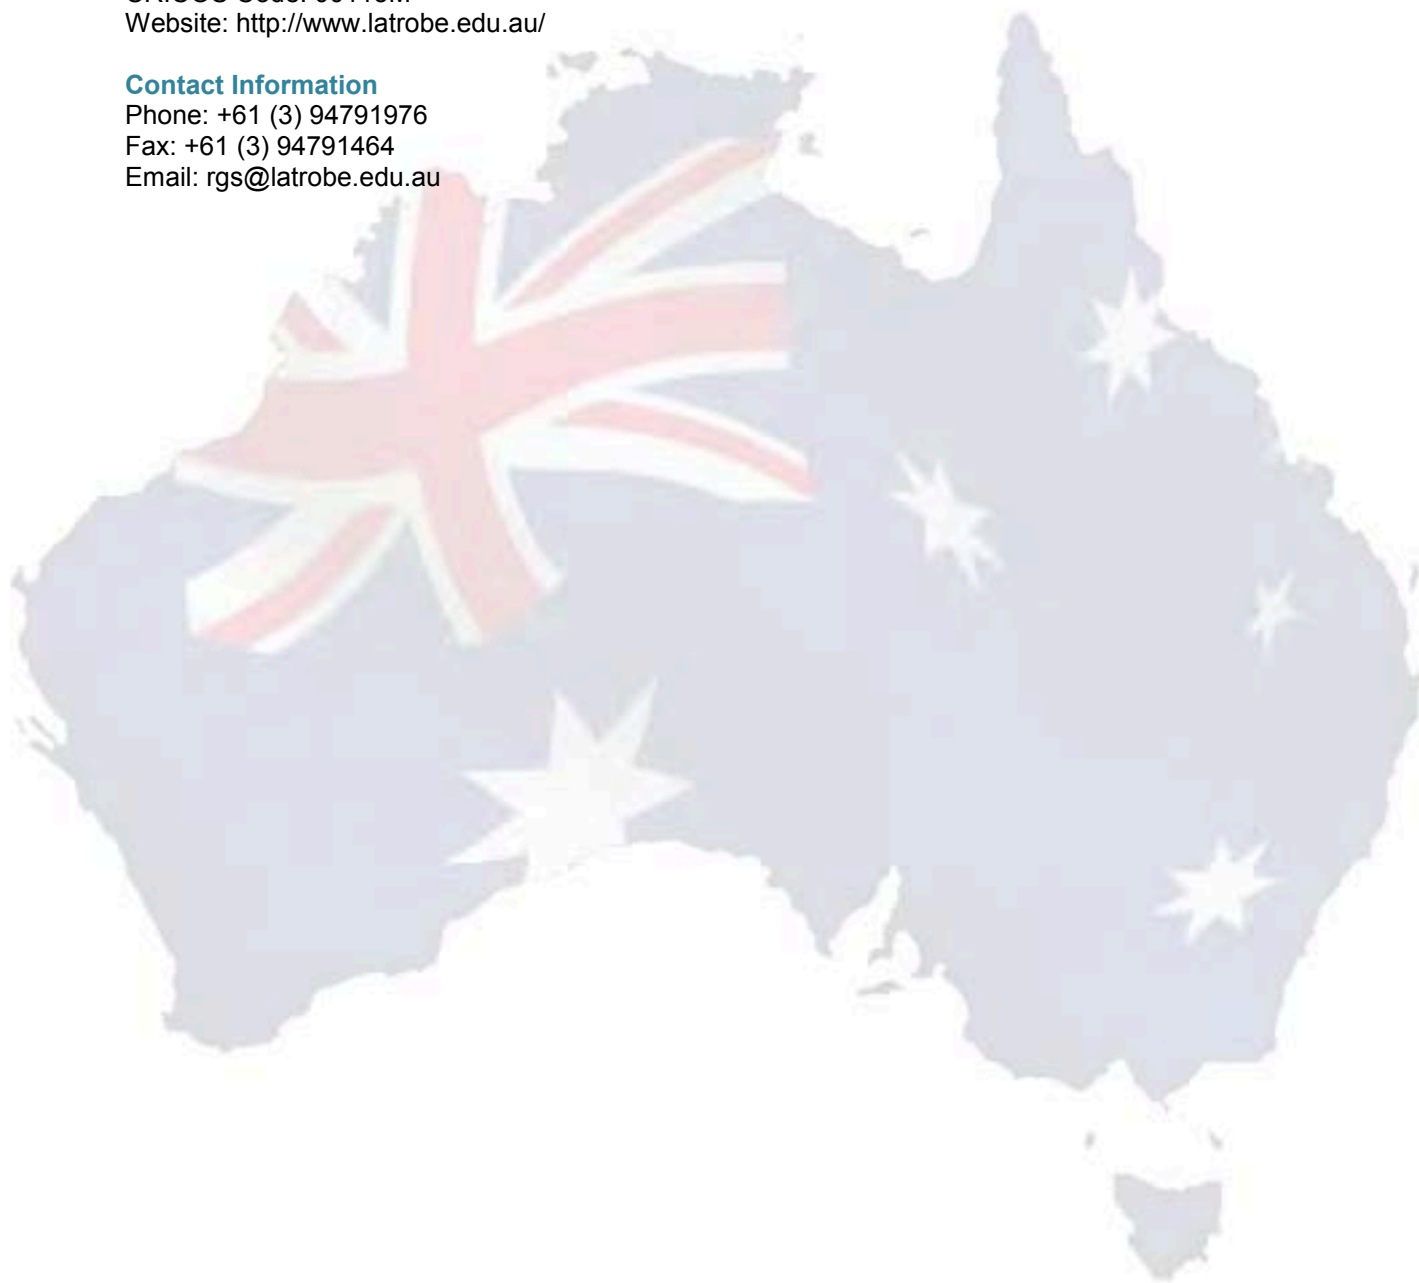 Website: http://www.latrobe.edu.au/
Contact Information
Phone: +61 (3) 94791976
Fax: +61 (3) 94791464
Email: rgs@latrobe.edu.au